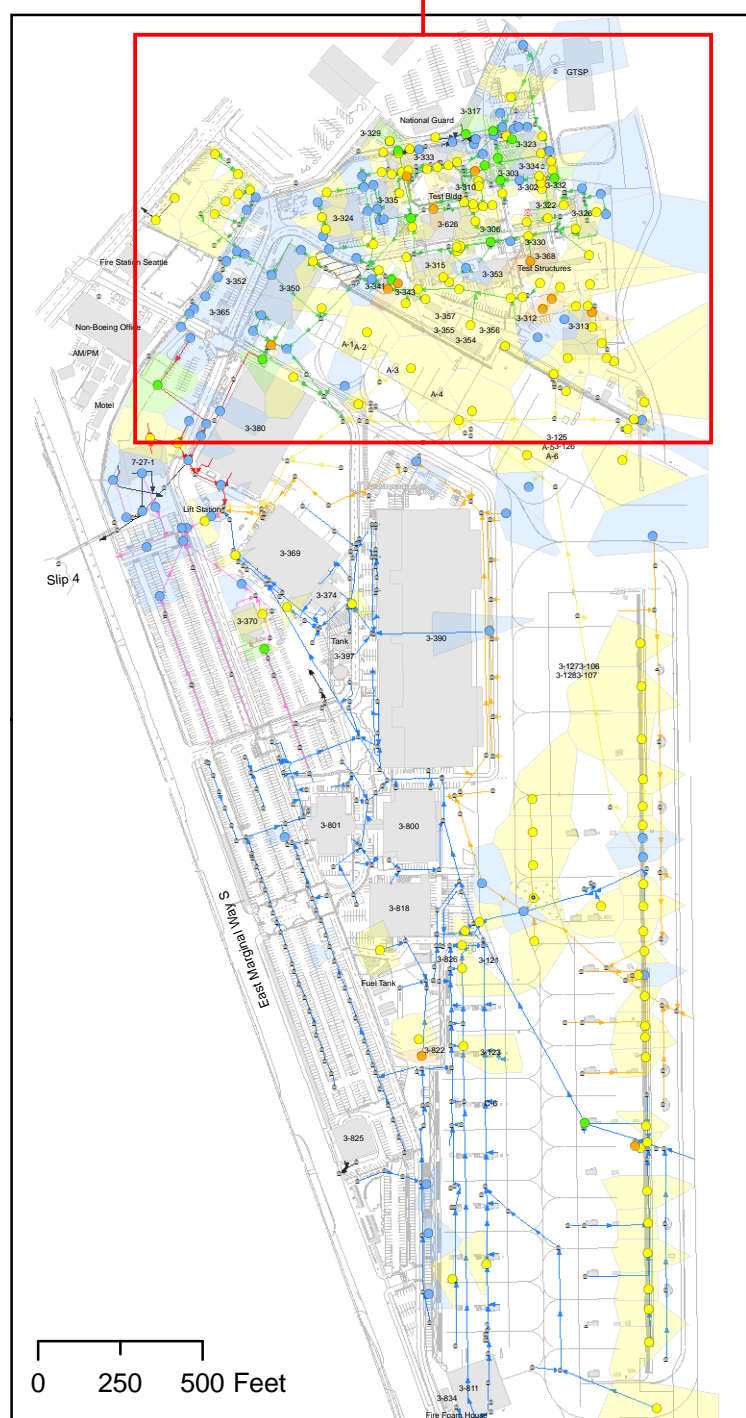 GTSP
National Guard
3-317
3-329
3-323
3-333
3-334
3-303
3-310
3-302
3-332
Test Bldg
3-335
3-326
3-324
3-322
3-626
3-306
3-330
3-315
3-368
Fire Station Seattle
Test Structures
3-353
3-352
3-350
3-341
3-343
3-365
3-357
3-312
3-313
Non-Boeing Office
3-355
3-356
3-354
A-1
A-2
AM/PM
A-3
A-4
Motel
3-380
3-125
A-5
3-126
A-6
7-27-1
Lift Station
3-369
Slip 4
3-374
3-370
Tank
3-390
3-397
3-1273-106
3-1283-107
3-801
3-800
3-818
East Marginal Way S
3-826
3-121
Fuel Tank
3-822
3-123
C-6
3-825
0 250 500 Feet
3-811
3-834
Fire Foam House